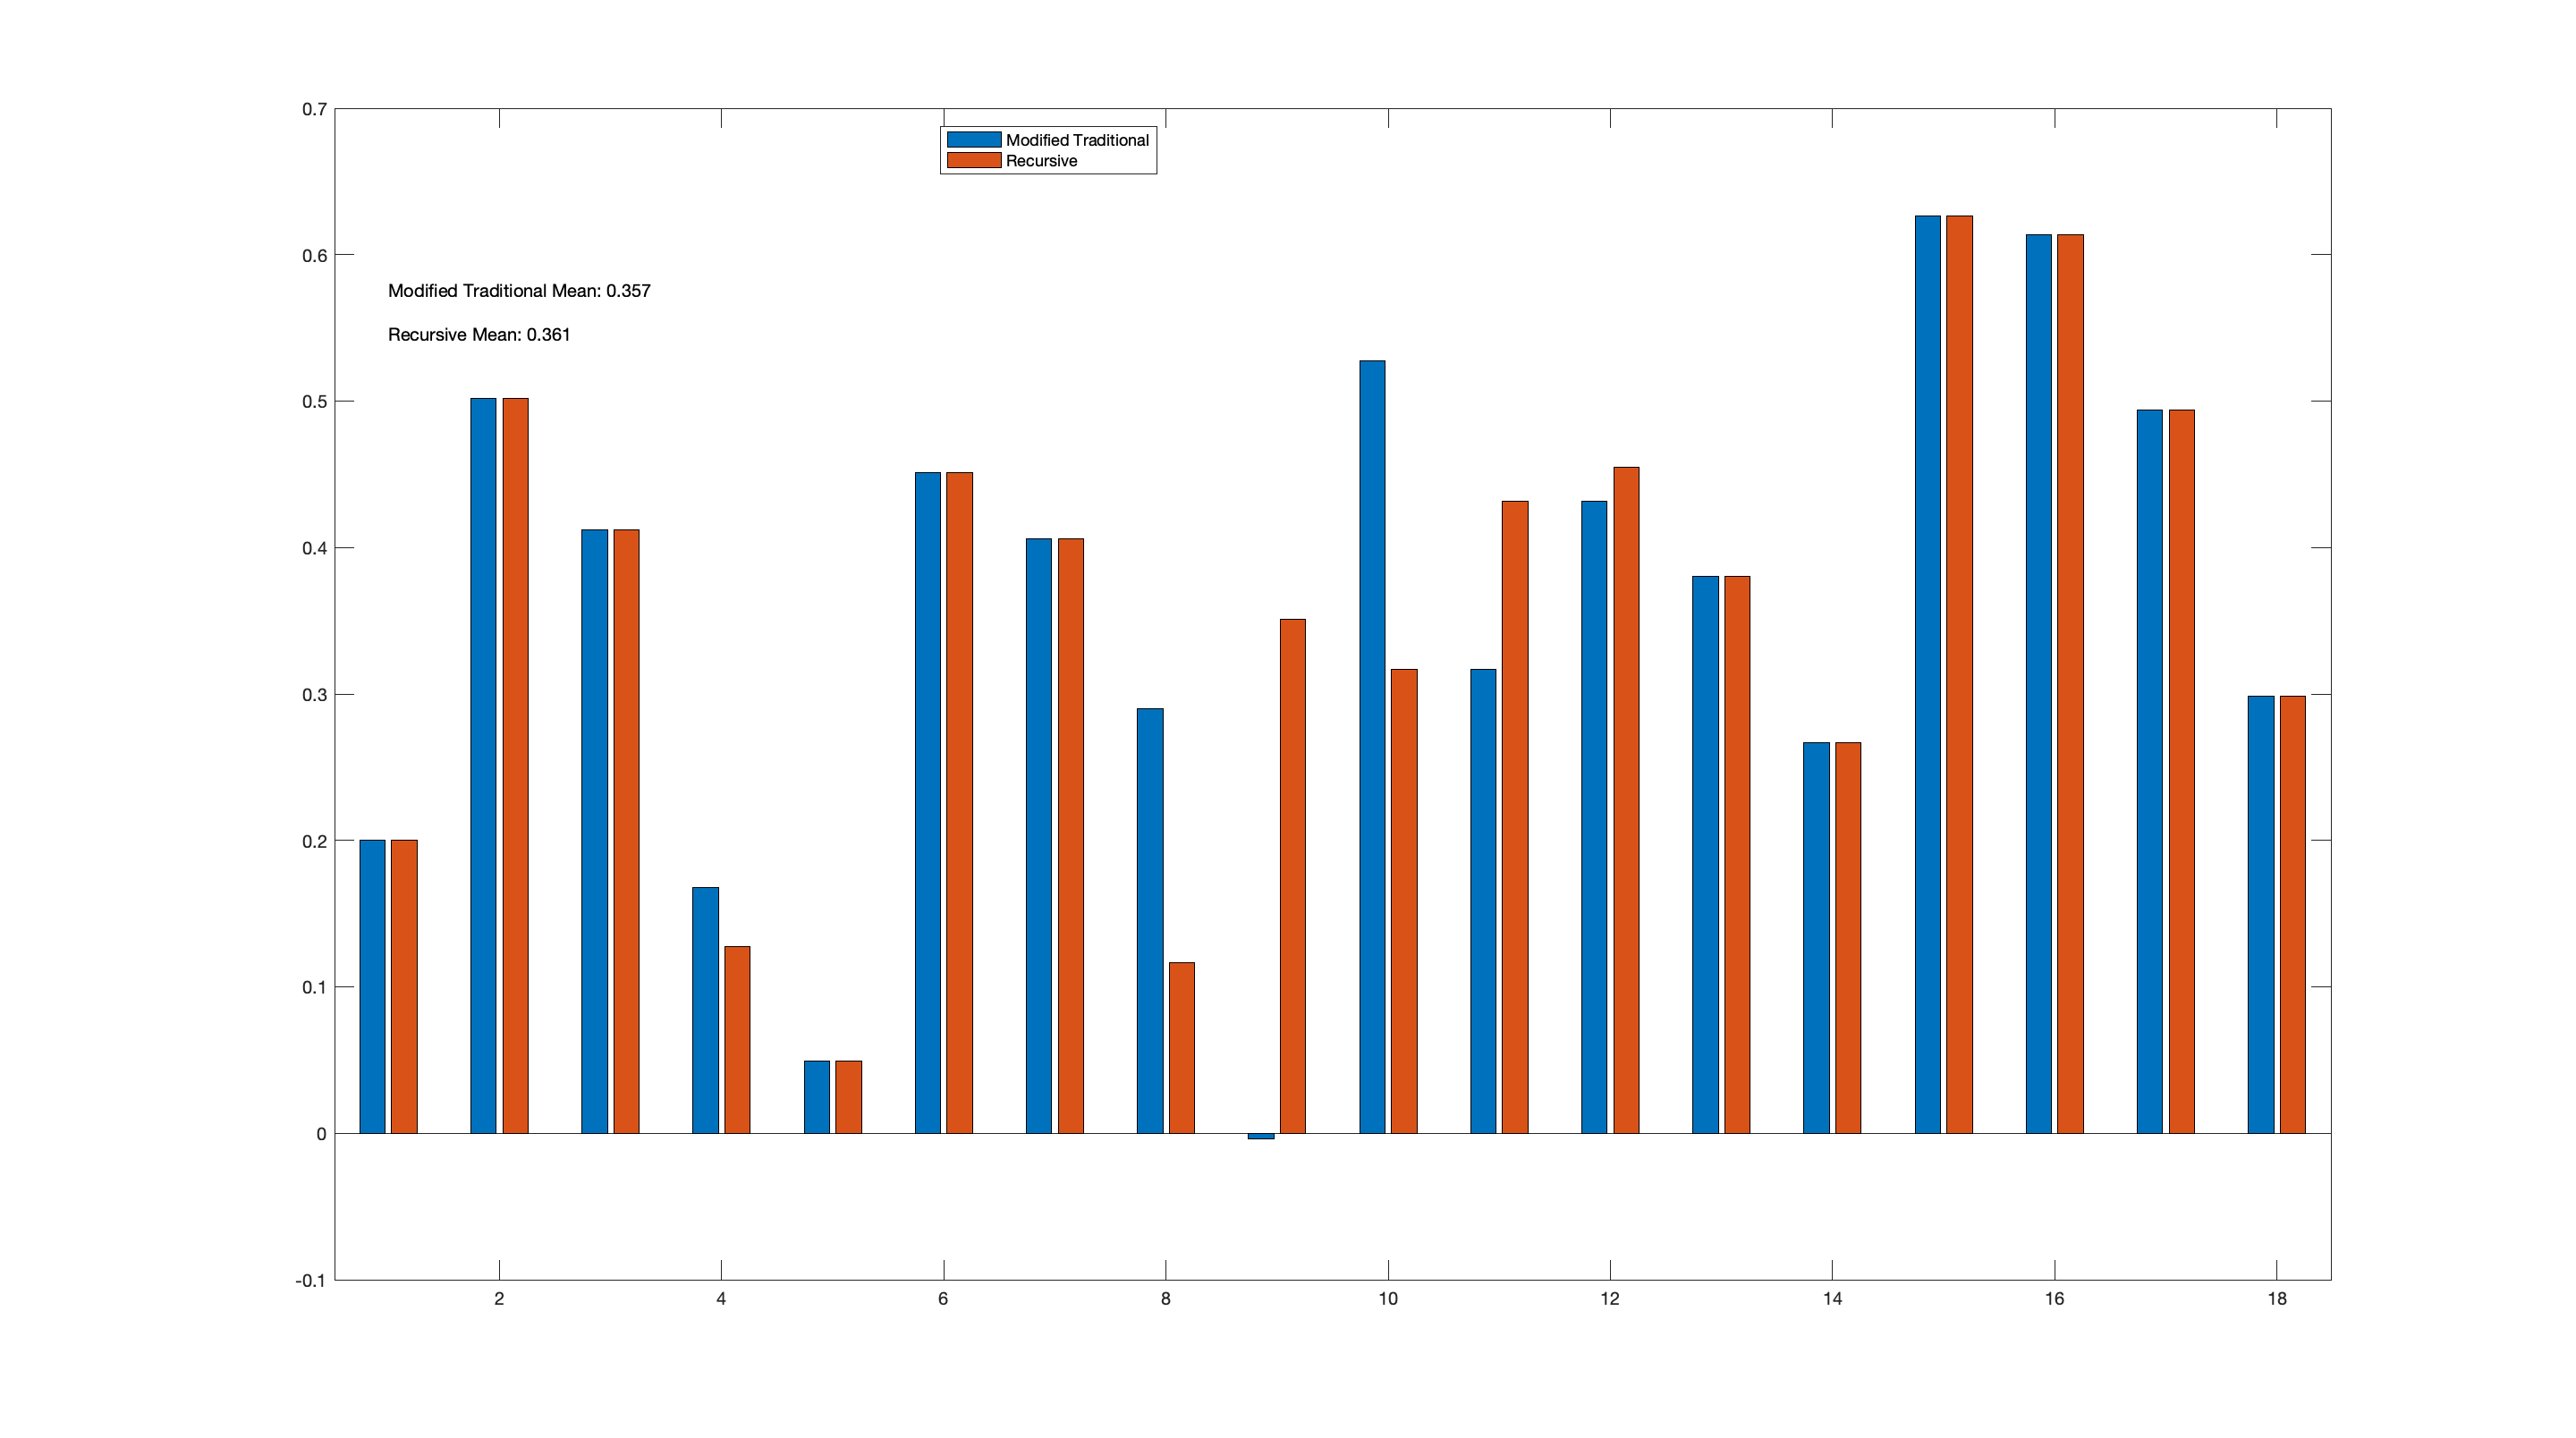 0.7
Modified Traditional
Recursive
0.6
Modified Traditional Mean: 0.357
Recursive Mean: 0.361
0.5
0.4
0.3
0.2
0.1
0
-0.1
2 4 6 8 10 12 14 16 18